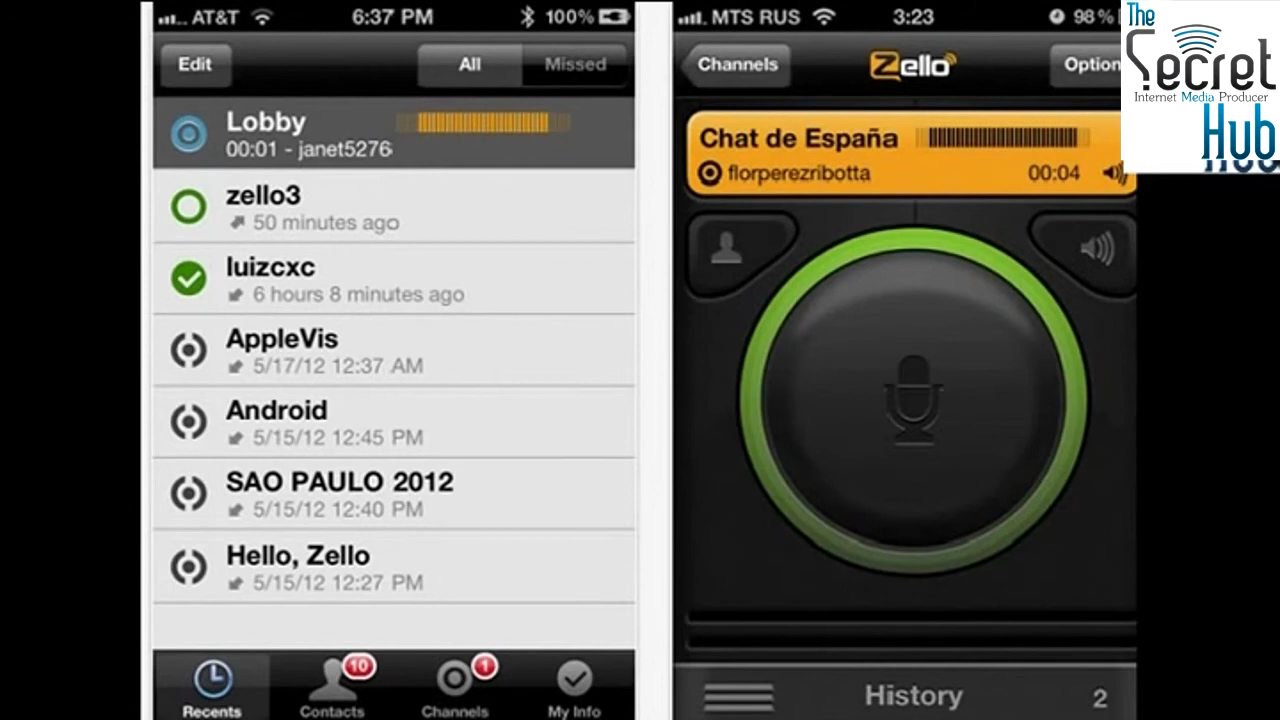 AT&T 6:37 PM 100%
Edit All Missed
Lobby
00:01 - janet5276
zello3
50 minutes ago
luizcxc
6 hours 8 minutes ago
AppleVis
5/17/12 12:37 AM
Android
5/15/12 12:45 PM
SAO PAULO 2012
5/15/12 12:40 PM
Hello, Zello
5/15/12 12:27 PM
10 1
Recents Contacts Channels My Info
MTS RUS 3:23 98%
Channels Zello Option
Chat de España
florperezribotta 00:04
History 2
The
Secret
Internet Media Producer
Hub